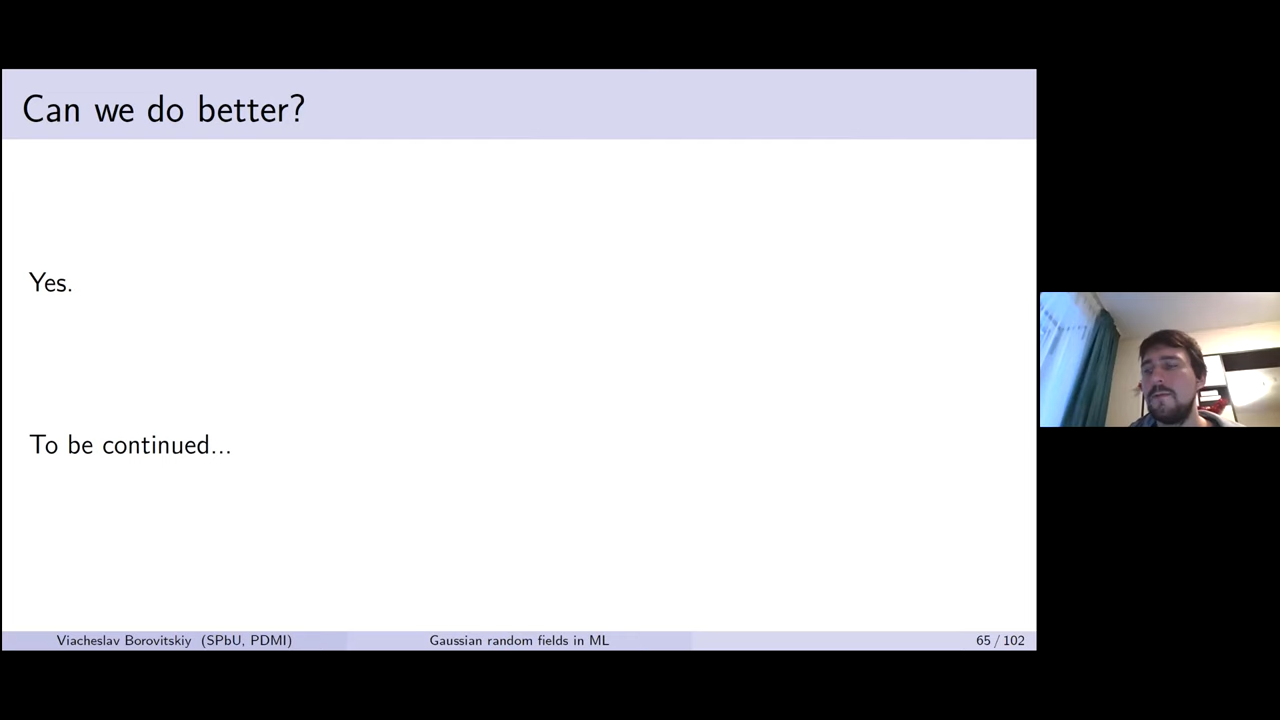 Can we do better?
Yes.
To be continued...
Viacheslav Borovitskiy (SPbU, PDMI)
Gaussian random fields in ML
65 / 102